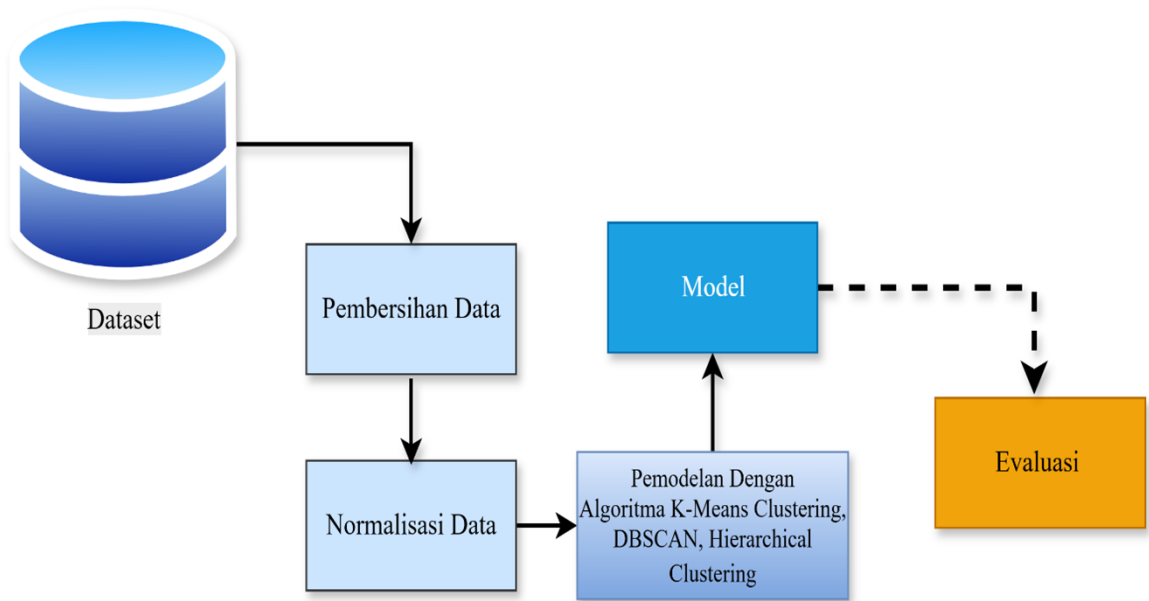 Dataset
Pembersihan Data
Normalisasi Data
Pemodelan Dengan
Algoritma K-Means Clustering,
DBSCAN, Hierarchical
Clustering
Model
Evaluasi